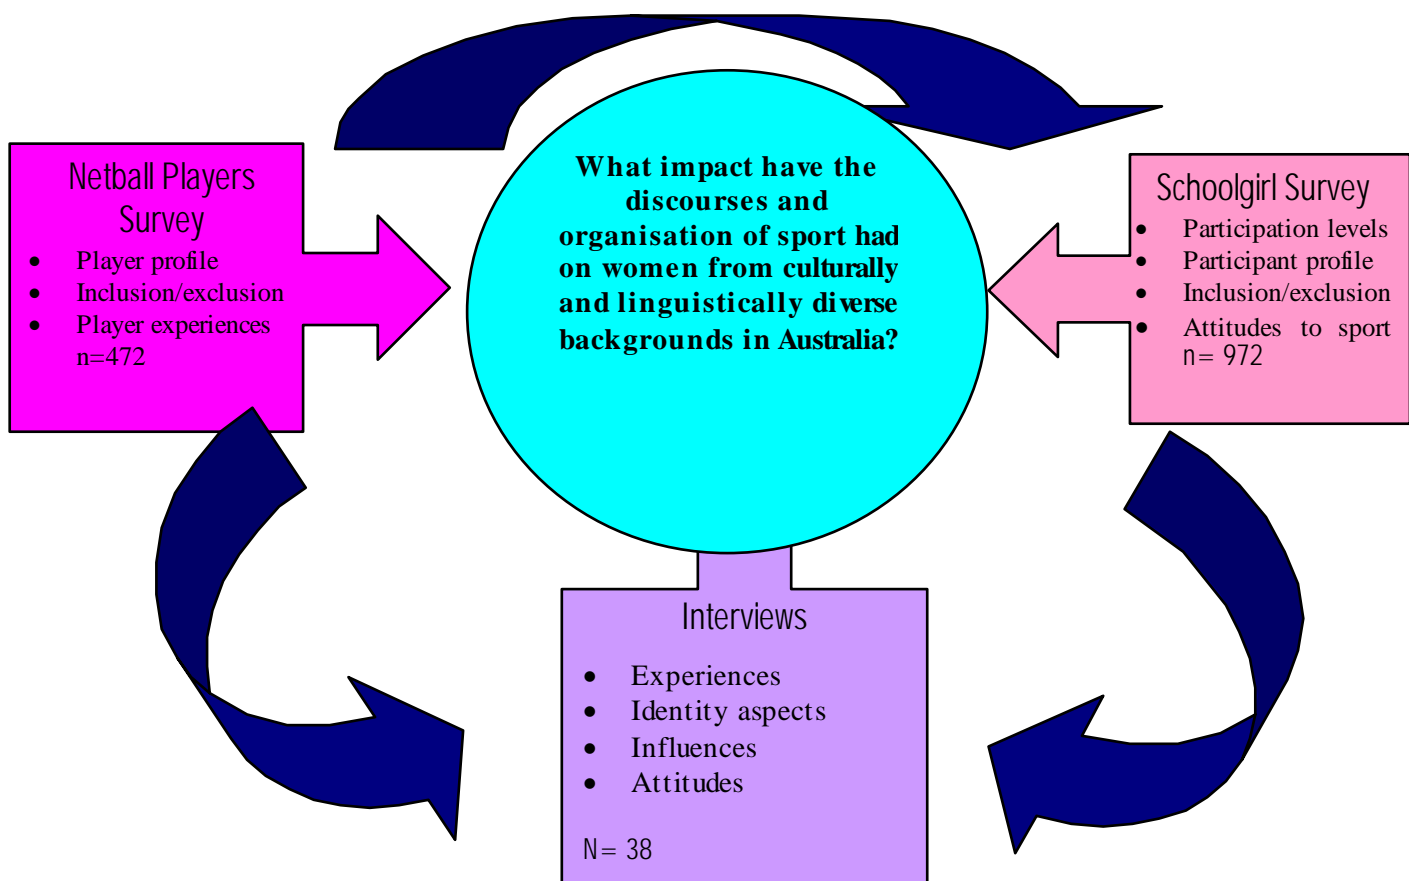 Netball Players
Survey
• Player profile
• Inclusion/exclusion
• Player experiences
n=472
What impact have the
discourses and
organisation of sport had
on women from culturally
and linguistically diverse
backgrounds in Australia?
Schoolgirl Survey
• Participation levels
• Participant profile
• Inclusion/exclusion
• Attitudes to sport
n= 972
Interviews
• Experiences
• Identity aspects
• Influences
• Attitudes
N= 38